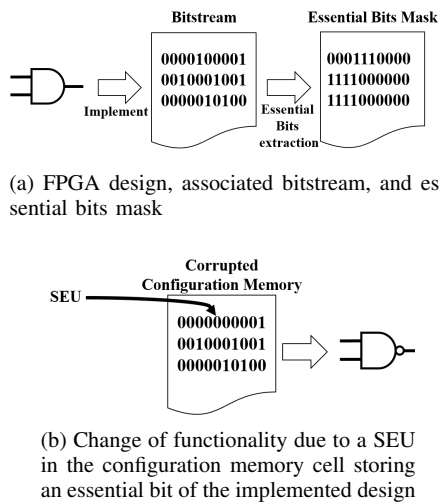 Bitstream
Essential Bits Mask
0000100001
0010001001
0000010100
0001110000
1111000000
1111000000
Implement
Essential
Bits
extraction
(a) FPGA design, associated bitstream, and es
sential bits mask
Corrupted
Configuration Memory
SEU
0000000001
0010001001
0000010100
(b) Change of functionality due to a SEU
in the configuration memory cell storing
an essential bit of the implemented design